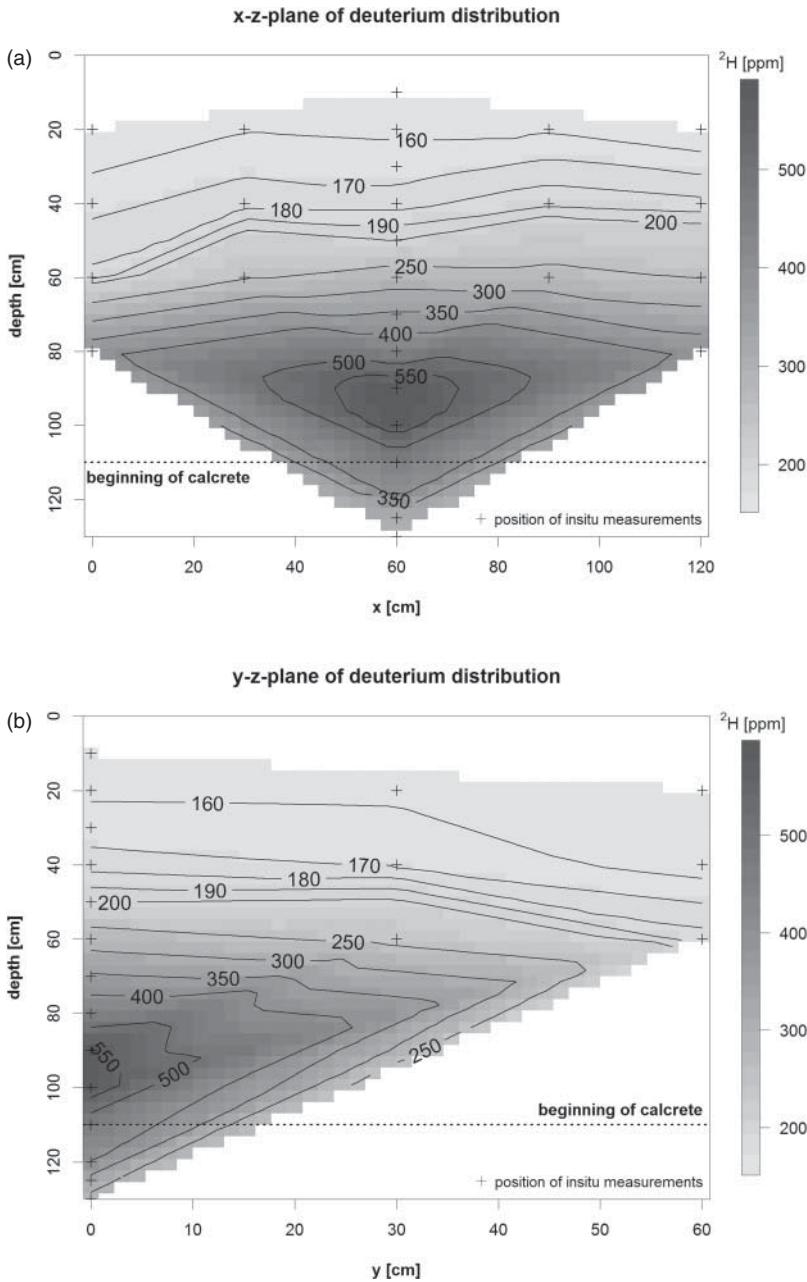 x-z-plane of deuterium distribution
(a)
²H [ppm]
0
20
40
60
80
100
120
depth [cm]
160
170
180
190
200
250
300
350
400
500
550
350
500
400
300
200
beginning of calcrete
+ position of insitu measurements
0 20 40 60 80 100 120
x [cm]
y-z-plane of deuterium distribution
(b)
²H [ppm]
0
20
40
60
80
100
120
depth [cm]
160
170
180
190
200
250
300
350
400
550
500
250
500
400
300
200
beginning of calcrete
+ position of insitu measurements
0 10 20 30 40 50 60
y [cm]